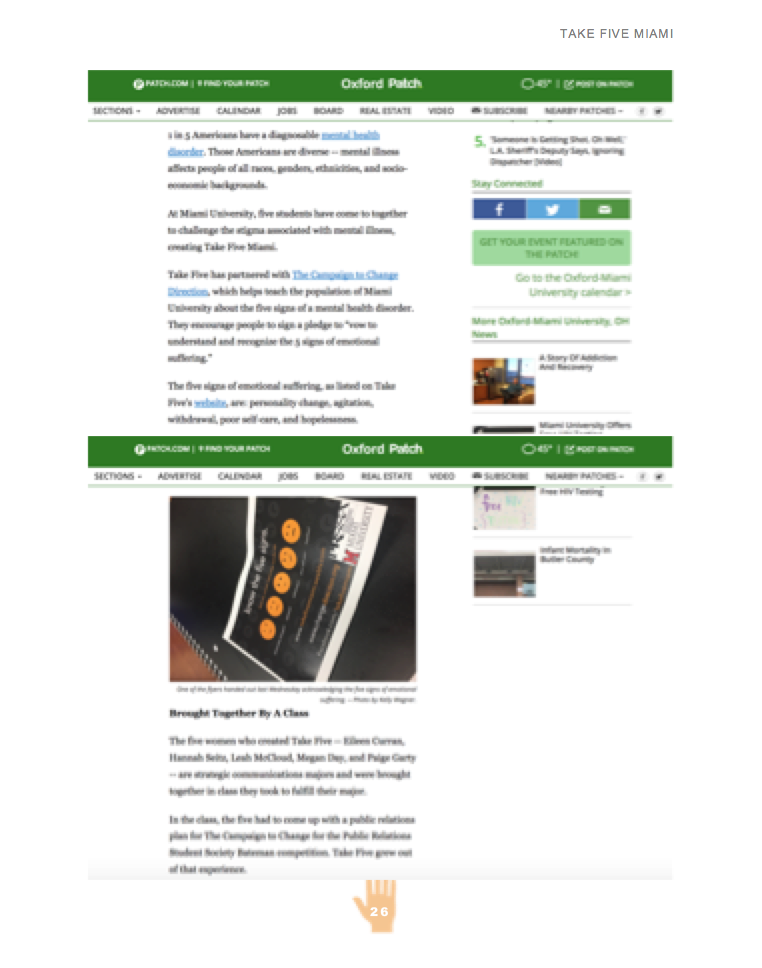 TAKE FIVE MIAMI
PATCH.COM | FIND YOUR PATCH
Oxford Patch
45° | POST ON PATCH
SECTIONS ADVERTISE CALENDAR JOBS BOARD REAL ESTATE VIDEO SUBSCRIBE NEARBY PATCHES
1 in 5 Americans have a diagnosable mental health
disorder. Those Americans are diverse -- mental illness
affects people of all races, genders, ethnicities, and socio-
economic backgrounds.
At Miami University, five students have come to together
to challenge the stigma associated with mental illness,
creating Take Five Miami.
Take Five has partnered with The Campaign to Change
Direction, which helps teach the population of Miami
University about the five signs of a mental health disorder.
They encourage people to sign a pledge to "vow to
understand and recognize the 5 signs of emotional
suffering."
The five signs of emotional suffering, as listed on Take
Five's website, are: personality change, agitation,
withdrawal, poor self-care, and hopelessness.
5. 'Someone Is Getting Shot, Oh Well,'
L.A. Sheriff's Deputy Says, Ignoring
Dispatcher [Video]
Stay Connected
GET YOUR EVENT FEATURED ON
THE PATCH!
Go to the Oxford-Miami
University calendar >
More Oxford-Miami University, OH
News
A Story Of Addiction
And Recovery
Miami University Offers
PATCH.COM | FIND YOUR PATCH
Oxford Patch
45° | POST ON PATCH
SECTIONS ADVERTISE CALENDAR JOBS BOARD REAL ESTATE VIDEO SUBSCRIBE NEARBY PATCHES
know the five signs.
MIAMI
UNIVERSITY
One of the flyers handed out last Wednesday acknowledging the five signs of emotional
suffering. -- Photo by Kelly Wagner.
Brought Together By A Class
The five women who created Take Five -- Eileen Curran,
Hannah Seitz, Leah McCloud, Megan Day, and Paige Garty
-- are strategic communications majors and were brought
together in class they took to fulfill their major.
In the class, the five had to come up with a public relations
plan for The Campaign to Change for the Public Relations
Student Society Bateman competition. Take Five grew out
of that experience.
Free HIV Testing
Infant Mortality In
Butler County
26